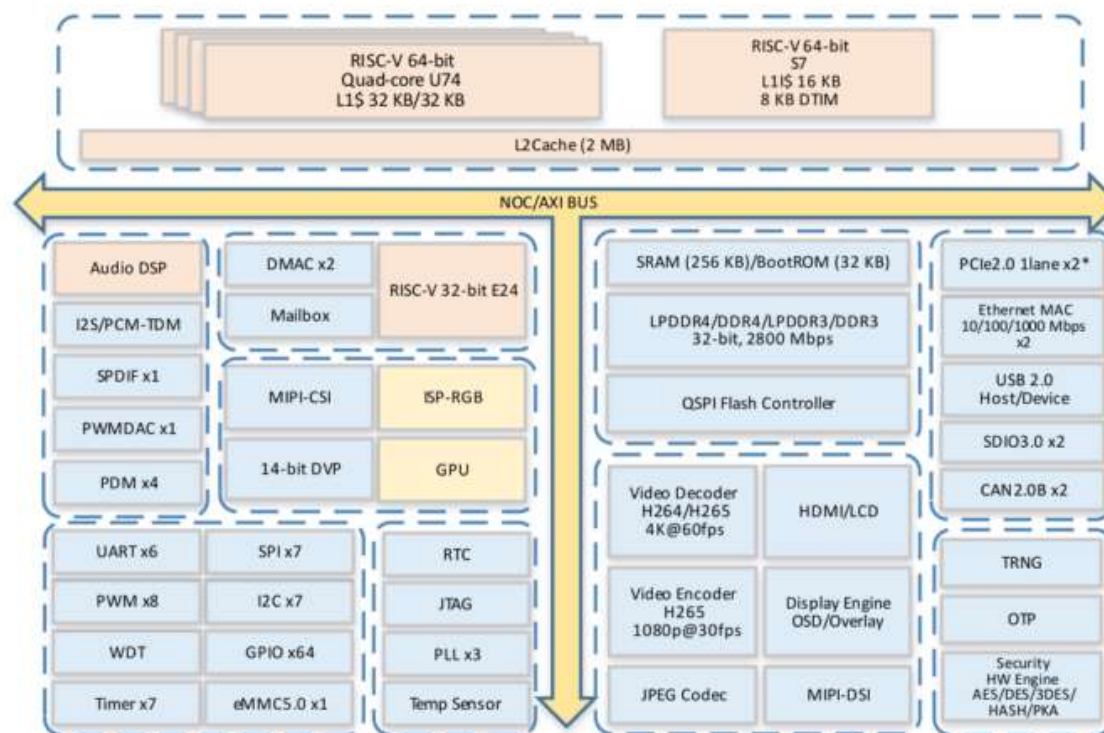 RISC-V 64-bit
Quad-core U74
L1$ 32 KB/32 KB
RISC-V 64-bit
S7
L1I$ 16 KB
8 KB DTIM
L2Cache (2 MB)
NOC/AXI BUS
Audio DSP
I2S/PCM-TDM
SPDIF x1
PWMDAC x1
PDM x4
DMAC x2
Mailbox
RISC-V 32-bit E24
MIPI-CSI
ISP-RGB
14-bit DVP
GPU
UART x6
SPI x7
PWM x8
I2C x7
WDT
GPIO x64
Timer x7
eMMC5.0 x1
RTC
JTAG
PLL x3
Temp Sensor
SRAM (256 KB)/BootROM (32 KB)
LPDDR4/DDR4/LPDDR3/DDR3
32-bit, 2800 Mbps
QSPI Flash Controller
Video Decoder
H264/H265
4K@60fps
HDMI/LCD
Video Encoder
H265
1080p@30fps
Display Engine
OSD/Overlay
JPEG Codec
MIPI-DSI
PCIe2.0 1lane x2*
Ethernet MAC
10/100/1000 Mbps
x2
USB 2.0
Host/Device
SDIO3.0 x2
CAN2.0B x2
TRNG
OTP
Security
HW Engine
AES/DES/3DES/
HASH/PKA